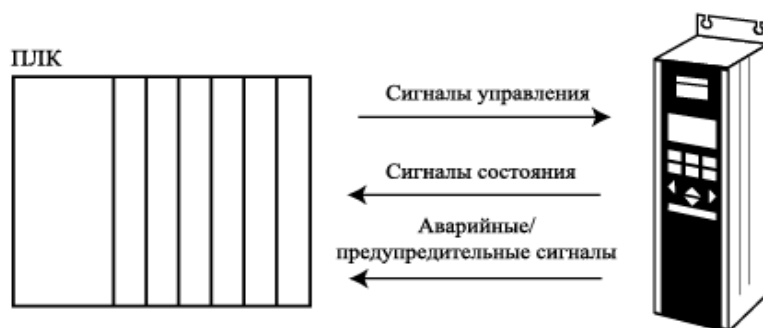 ПЛК
Сигналы управления
Сигналы состояния
Аварийные/
предупредительные сигналы